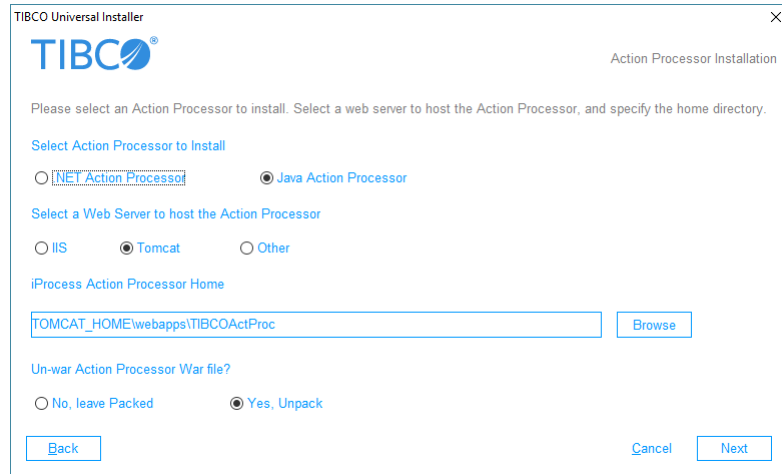 TIBCO Universal Installer
TIBCO®
Action Processor Installation
Please select an Action Processor to install. Select a web server to host the Action Processor, and specify the home directory.
Select Action Processor to Install
.NET Action Processor Java Action Processor
Select a Web Server to host the Action Processor
IIS Tomcat Other
iProcess Action Processor Home
TOMCAT_HOME\webapps\TIBCOActProc Browse
Un-war Action Processor War file?
No, leave Packed Yes, Unpack
Back Cancel Next